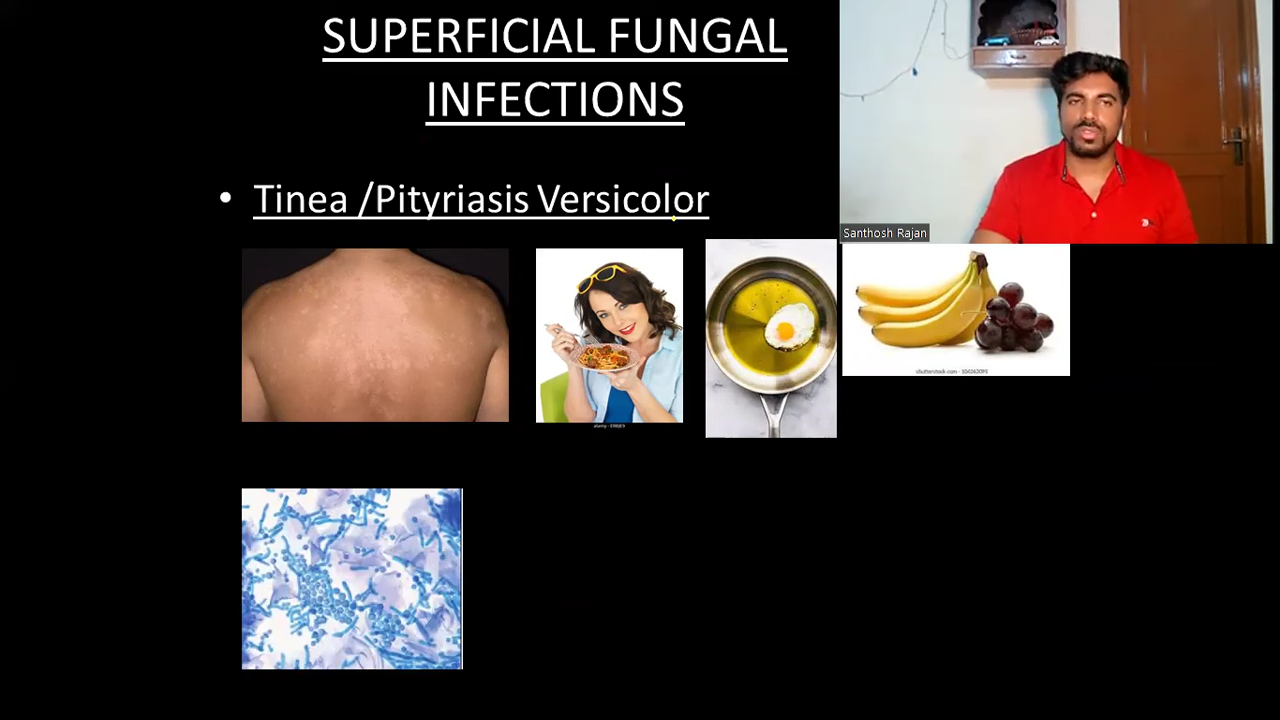 SUPERFICIAL FUNGAL
INFECTIONS
• Tinea /Pityriasis Versicolor
Santhosh Rajan